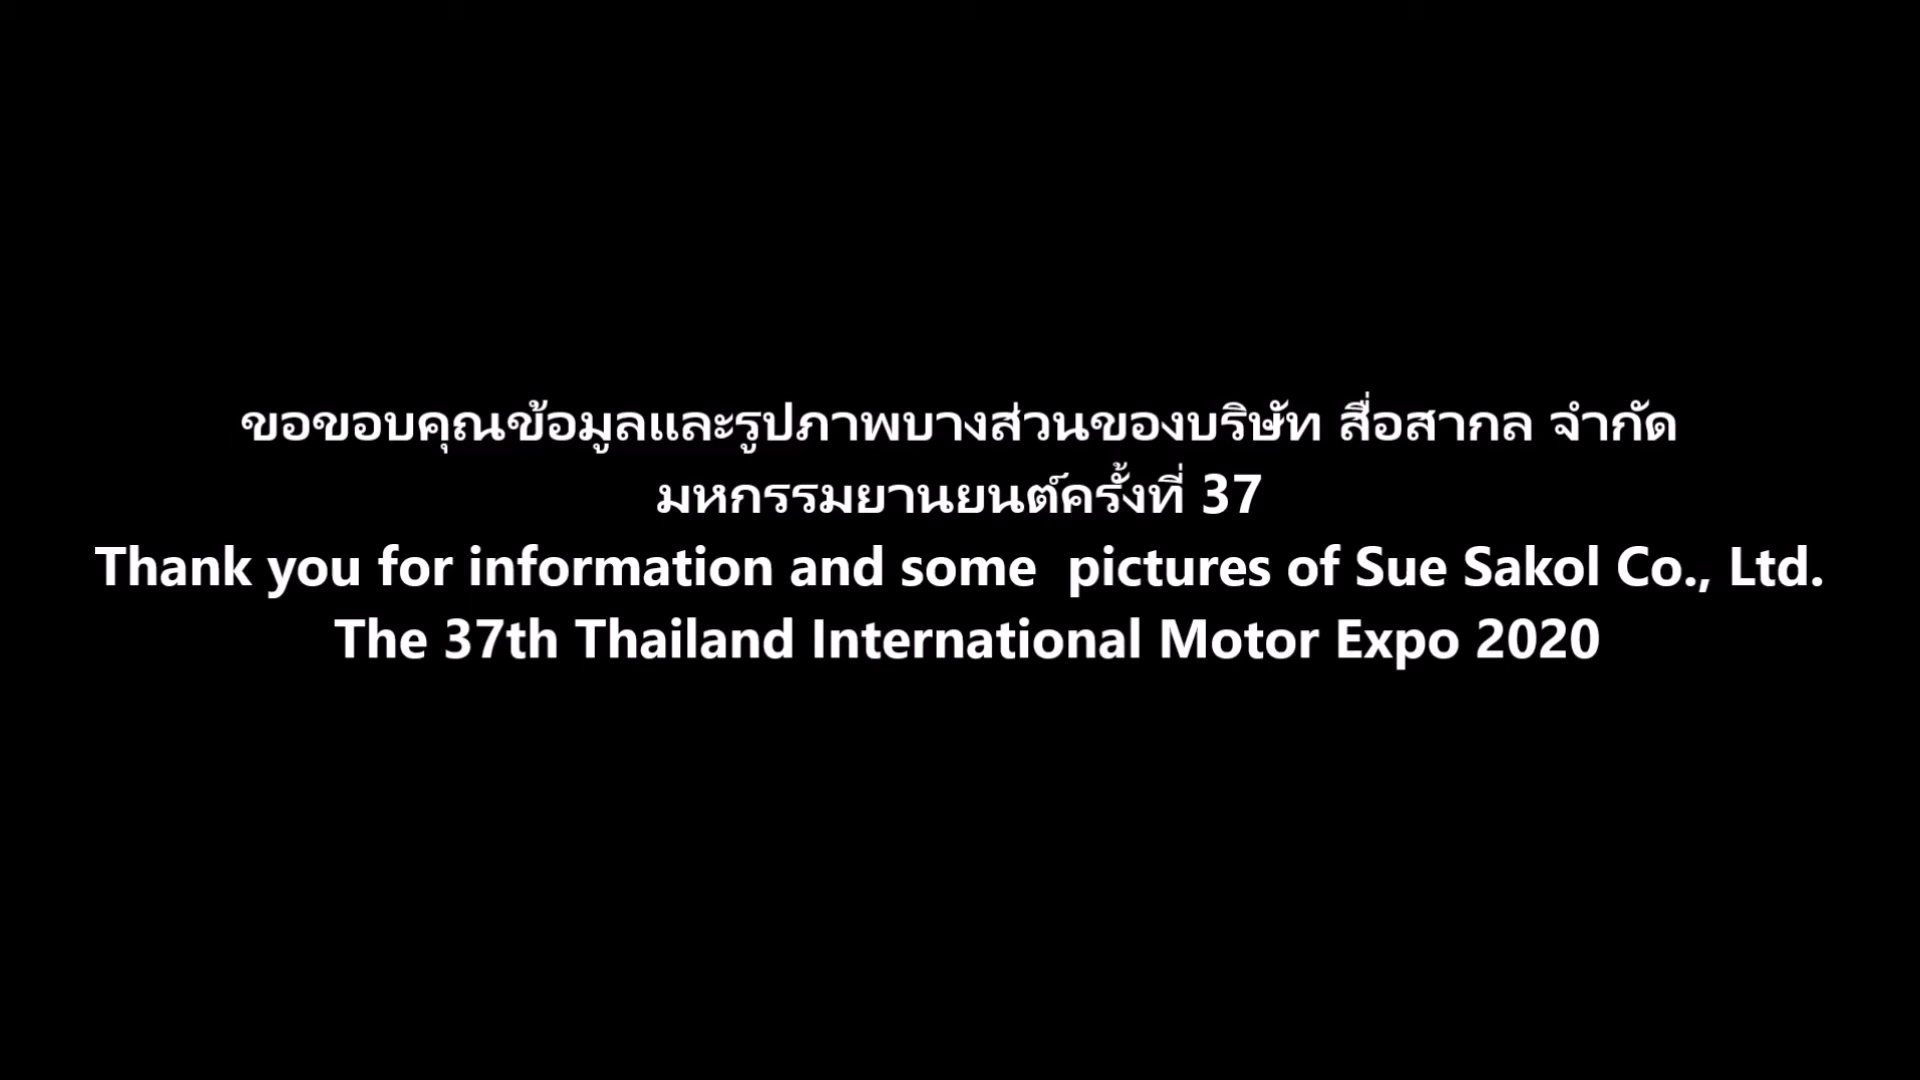 ขอขอบคุณข้อมูลและรูปภาพบางส่วนของบริษัท สื่อสากล จำกัด
มหกรรมยานยนต์ครั้งที่ 37
Thank you for information and some  pictures of Sue Sakol Co., Ltd.
The 37th Thailand International Motor Expo 2020